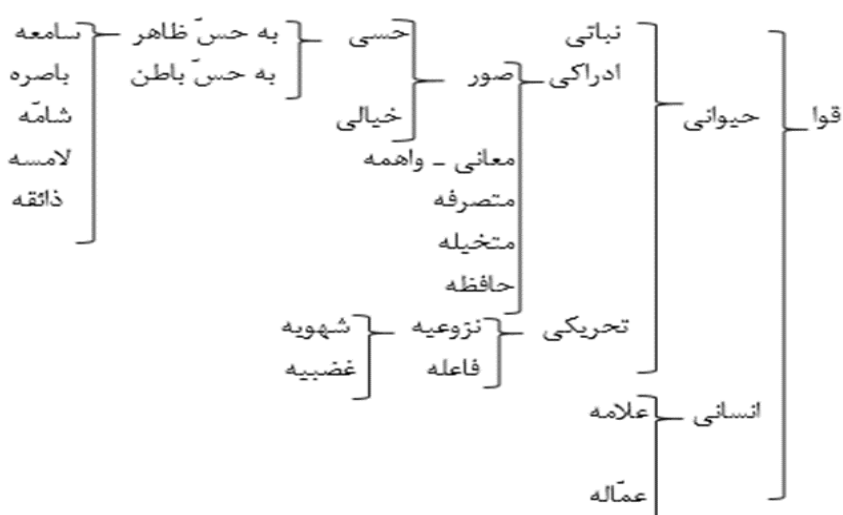 نباتی حسی به حسّ ظاهر سامعه
ادراکی صور به حسّ باطن باصره
قوا حیوانی خیالی شامّه
معانی ـ واهمه لامسه
متصرفه ذائقه
متخیله
حافظه
تحریکی نزوعیه شهویه
فاعله غضبیه
انسانی علامه
عمّاله